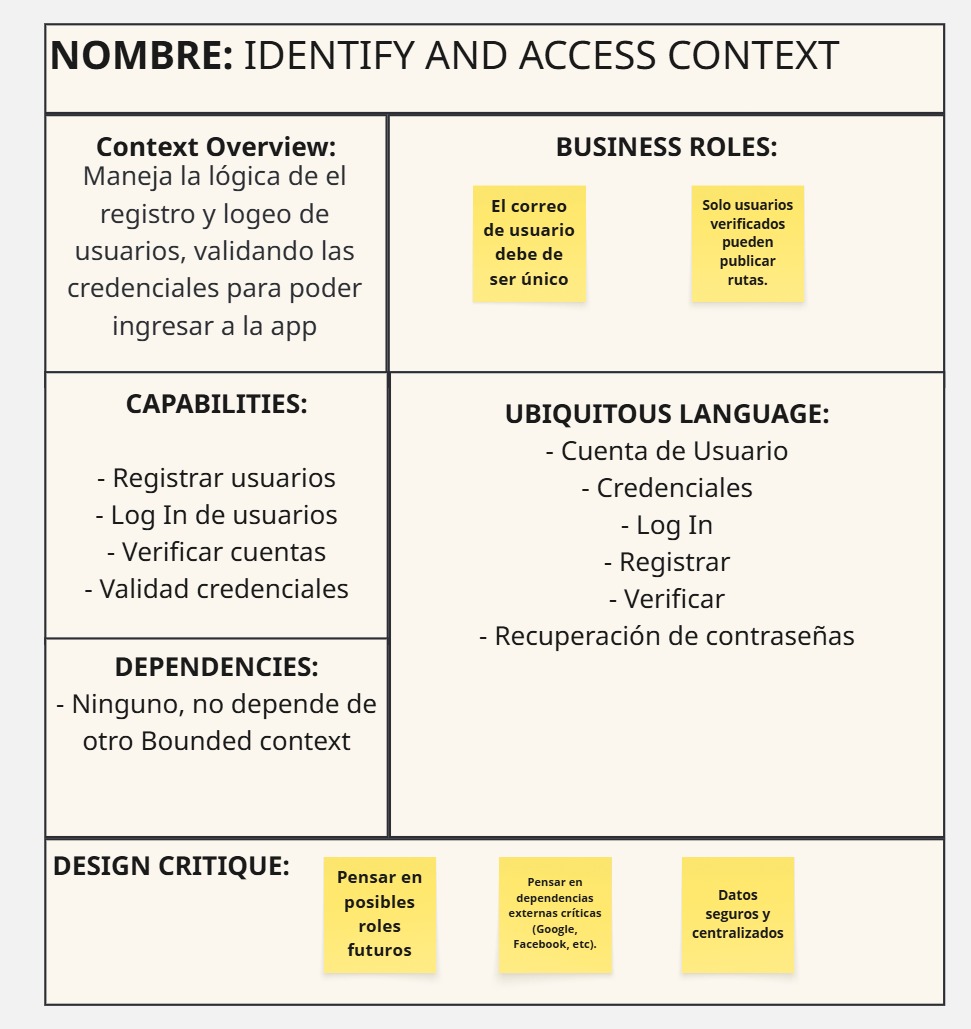 NOMBRE: IDENTIFY AND ACCESS CONTEXT
Context Overview:
Maneja la lógica de el
registro y logeo de
usuarios, validando las
credenciales para poder
ingresar a la app
BUSINESS ROLES:
El correo
de usuario
debe de
ser único
Solo usuarios
verificados
pueden
publicar
rutas.
CAPABILITIES:
- Registrar usuarios
- Log In de usuarios
- Verificar cuentas
- Validad credenciales
UBIQUITOUS LANGUAGE:
- Cuenta de Usuario
- Credenciales
- Log In
- Registrar
- Verificar
- Recuperación de contraseñas
DEPENDENCIES:
- Ninguno, no depende de
otro Bounded context
DESIGN CRITIQUE:
Pensar en
posibles
roles
futuros
Pensar en
dependencias
externas críticas
(Google,
Facebook, etc).
Datos
seguros y
centralizados